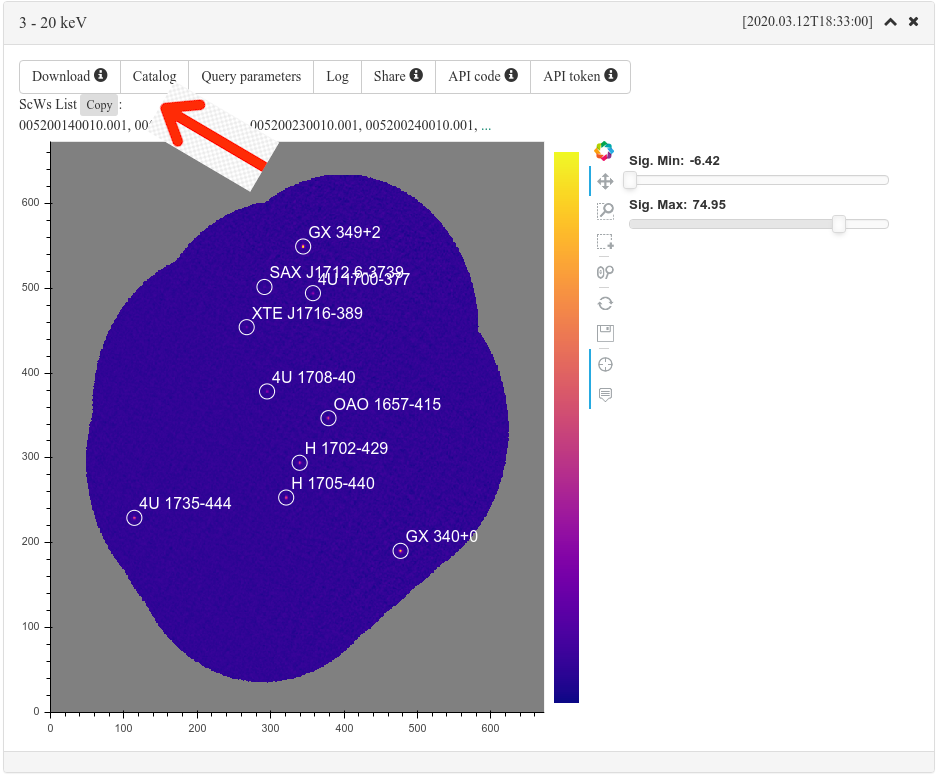 3 - 20 keV [2020.03.12T18:33:00]
Download Catalog Query parameters Log Share API code API token
ScWs List Copy :
005200140010.001, 005200230010.001, 005200240010.001, ...
Sig. Min: -6.42
Sig. Max: 74.95
600
500
400
300
200
100
0
GX 349+2
SAX J1712.6-3739
4U 1700-377
XTE J1716-389
4U 1708-40
OAO 1657-415
H 1702-429
H 1705-440
4U 1735-444
GX 340+0
0 100 200 300 400 500 600